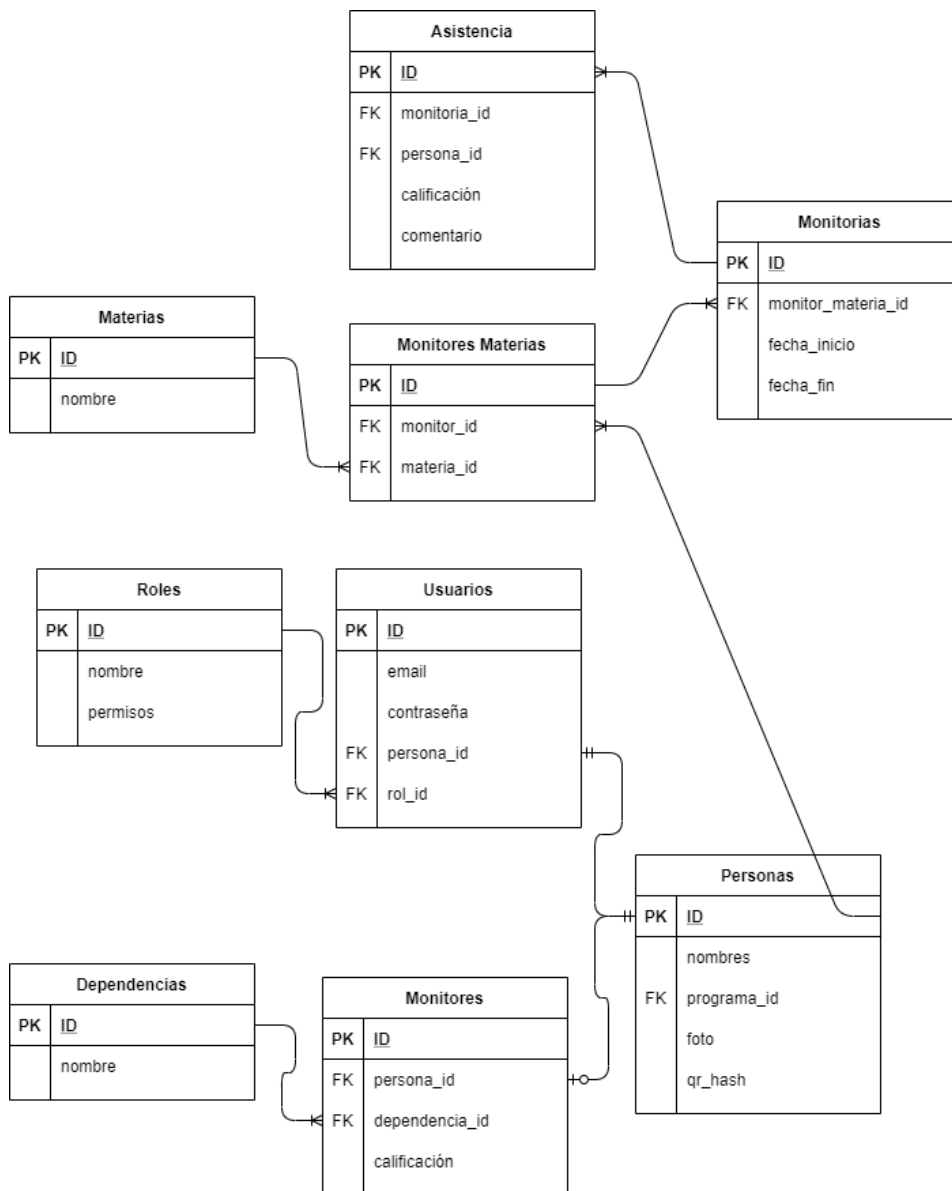 Asistencia
PK ID
FK monitoria_id
FK persona_id
calificación
comentario
Monitorias
PK ID
FK monitor_materia_id
fecha_inicio
fecha_fin
Materias
PK ID
nombre
Monitores Materias
PK ID
FK monitor_id
FK materia_id
Roles
PK ID
nombre
permisos
Usuarios
PK ID
email
contraseña
FK persona_id
FK rol_id
Personas
PK ID
nombres
FK programa_id
foto
qr_hash
Dependencias
PK ID
nombre
Monitores
PK ID
FK persona_id
FK dependencia_id
calificación